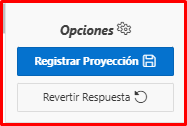 Opciones
Registrar Proyección
Revertir Respuesta